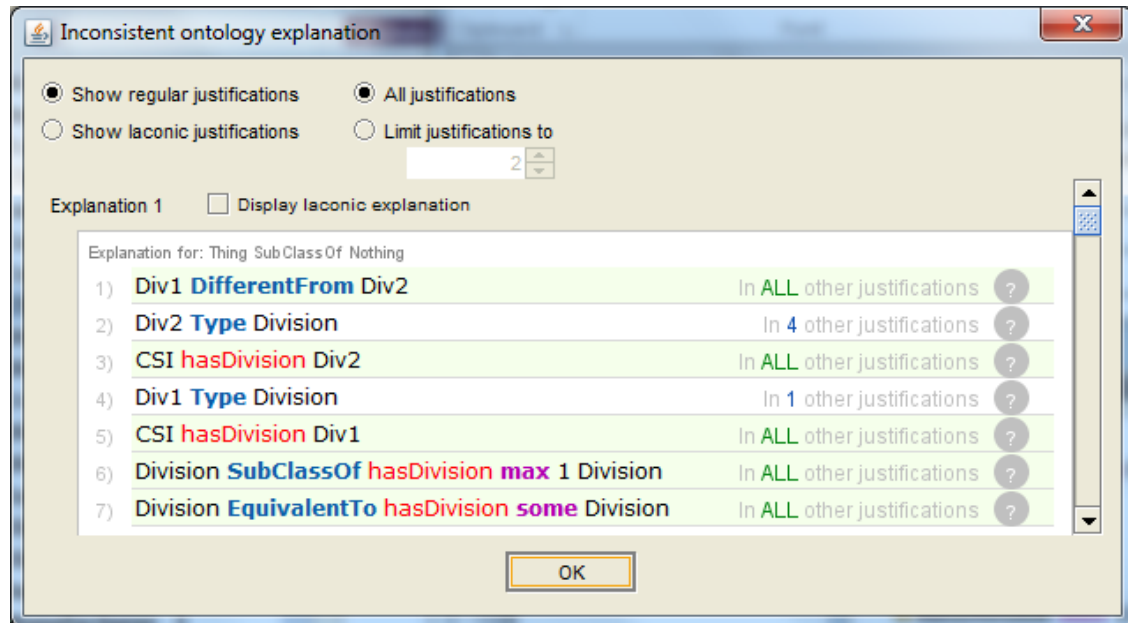 Inconsistent ontology explanation
Show regular justifications All justifications
Show laconic justifications Limit justifications to
2
Explanation 1 Display laconic explanation
Explanation for: Thing SubClassOf Nothing
1) Div1 DifferentFrom Div2 In ALL other justifications ?
2) Div2 Type Division In 4 other justifications ?
3) CSI hasDivision Div2 In ALL other justifications ?
4) Div1 Type Division In 1 other justifications ?
5) CSI hasDivision Div1 In ALL other justifications ?
6) Division SubClassOf hasDivision max 1 Division In ALL other justifications ?
7) Division EquivalentTo hasDivision some Division In ALL other justifications ?
OK